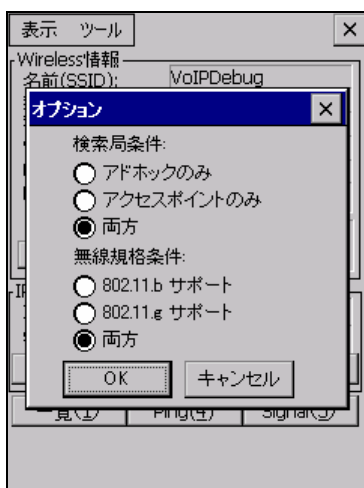 表示 ツール
Wireless情報
名前(SSID): VoIPDebug
オプション
検索局条件:
アドホックのみ
アクセスポイントのみ
両方
無線規格条件:
802.11.b サポート
802.11.g サポート
両方
OK キャンセル
一覧(1) Ping(4) Signal(5)